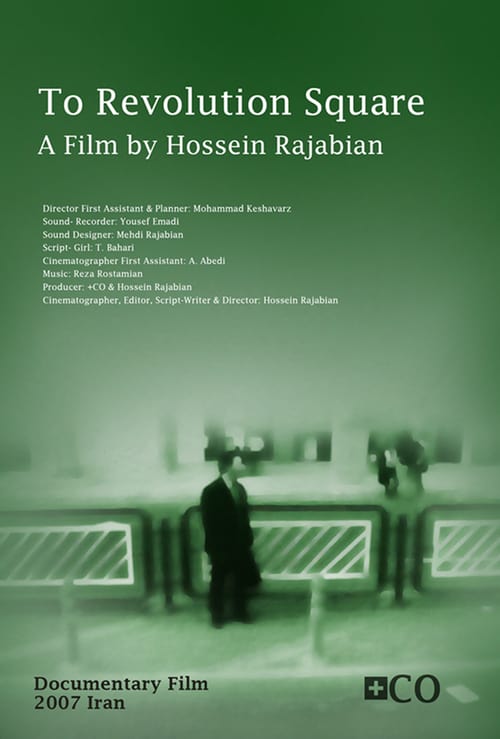 To Revolution Square
A Film by Hossein Rajabian
Director First Assistant & Planner: Mohammad Keshavarz
Sound- Recorder: Yousef Emadi
Sound Designer: Mehdi Rajabian
Script- Girl: T. Bahari
Cinematographer First Assistant: A. Abedi
Music: Reza Rostamian
Producer: +CO & Hossein Rajabian
Cinematographer, Editor, Script-Writer & Director: Hossein Rajabian
Documentary Film
2007 Iran
+CO